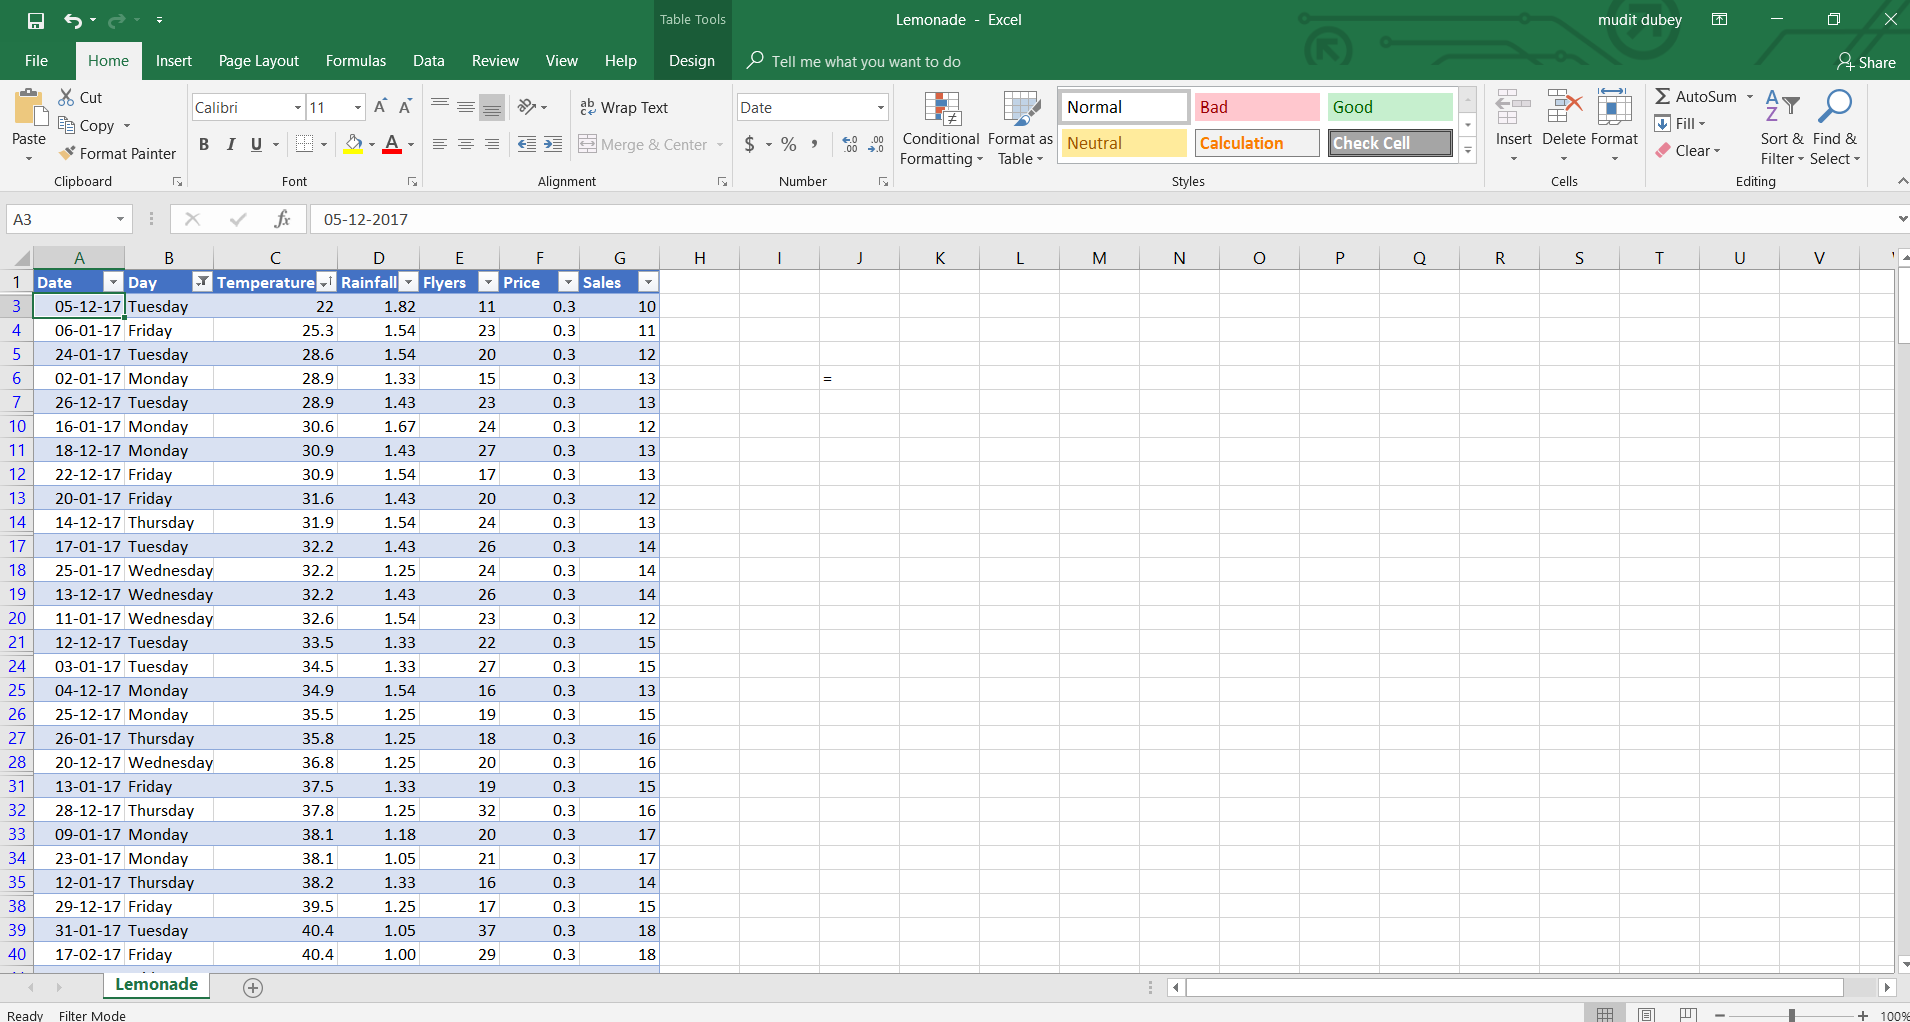 Table Tools
Lemonade - Excel
mudit dubey
File Home Insert Page Layout Formulas Data Review View Help Design Tell me what you want to do Share
Paste
Cut
Copy
Format Painter
Clipboard
Calibri 11
B I U
Font
Wrap Text
Merge & Center
Alignment
Date
$ % ,
Number
Conditional Formatting
Format as Table
Normal Bad Good
Neutral Calculation Check Cell
Styles
Insert Delete Format
Cells
AutoSum
Fill
Clear
Sort & Filter
Find & Select
Editing
A3 fx 05-12-2017
A B C D E F G H I J K L M N O P Q R S T U V
1 Date Day Temperature Rainfall Flyers Price Sales
3 05-12-17 Tuesday 22 1.82 11 0.3 10
4 06-01-17 Friday 25.3 1.54 23 0.3 11
5 24-01-17 Tuesday 28.6 1.54 20 0.3 12
6 02-01-17 Monday 28.9 1.33 15 0.3 13 =
7 26-12-17 Tuesday 28.9 1.43 23 0.3 13
10 16-01-17 Monday 30.6 1.67 24 0.3 12
11 18-12-17 Monday 30.9 1.43 27 0.3 13
12 22-12-17 Friday 30.9 1.54 17 0.3 13
13 20-01-17 Friday 31.6 1.43 20 0.3 12
14 14-12-17 Thursday 31.9 1.54 24 0.3 13
17 17-01-17 Tuesday 32.2 1.43 26 0.3 14
18 25-01-17 Wednesday 32.2 1.25 24 0.3 14
19 13-12-17 Wednesday 32.2 1.43 26 0.3 14
20 11-01-17 Wednesday 32.6 1.54 23 0.3 12
21 12-12-17 Tuesday 33.5 1.33 22 0.3 15
24 03-01-17 Tuesday 34.5 1.33 27 0.3 15
25 04-12-17 Monday 34.9 1.54 16 0.3 13
26 25-12-17 Monday 35.5 1.25 19 0.3 15
27 26-01-17 Thursday 35.8 1.25 18 0.3 16
28 20-12-17 Wednesday 36.8 1.25 20 0.3 16
31 13-01-17 Friday 37.5 1.33 19 0.3 15
32 28-12-17 Thursday 37.8 1.25 32 0.3 16
33 09-01-17 Monday 38.1 1.18 20 0.3 17
34 23-01-17 Monday 38.1 1.05 21 0.3 17
35 12-01-17 Thursday 38.2 1.33 16 0.3 14
38 29-12-17 Friday 39.5 1.25 17 0.3 15
39 31-01-17 Tuesday 40.4 1.05 37 0.3 18
40 17-02-17 Friday 40.4 1.00 29 0.3 18
Lemonade
Ready Filter Mode 100%